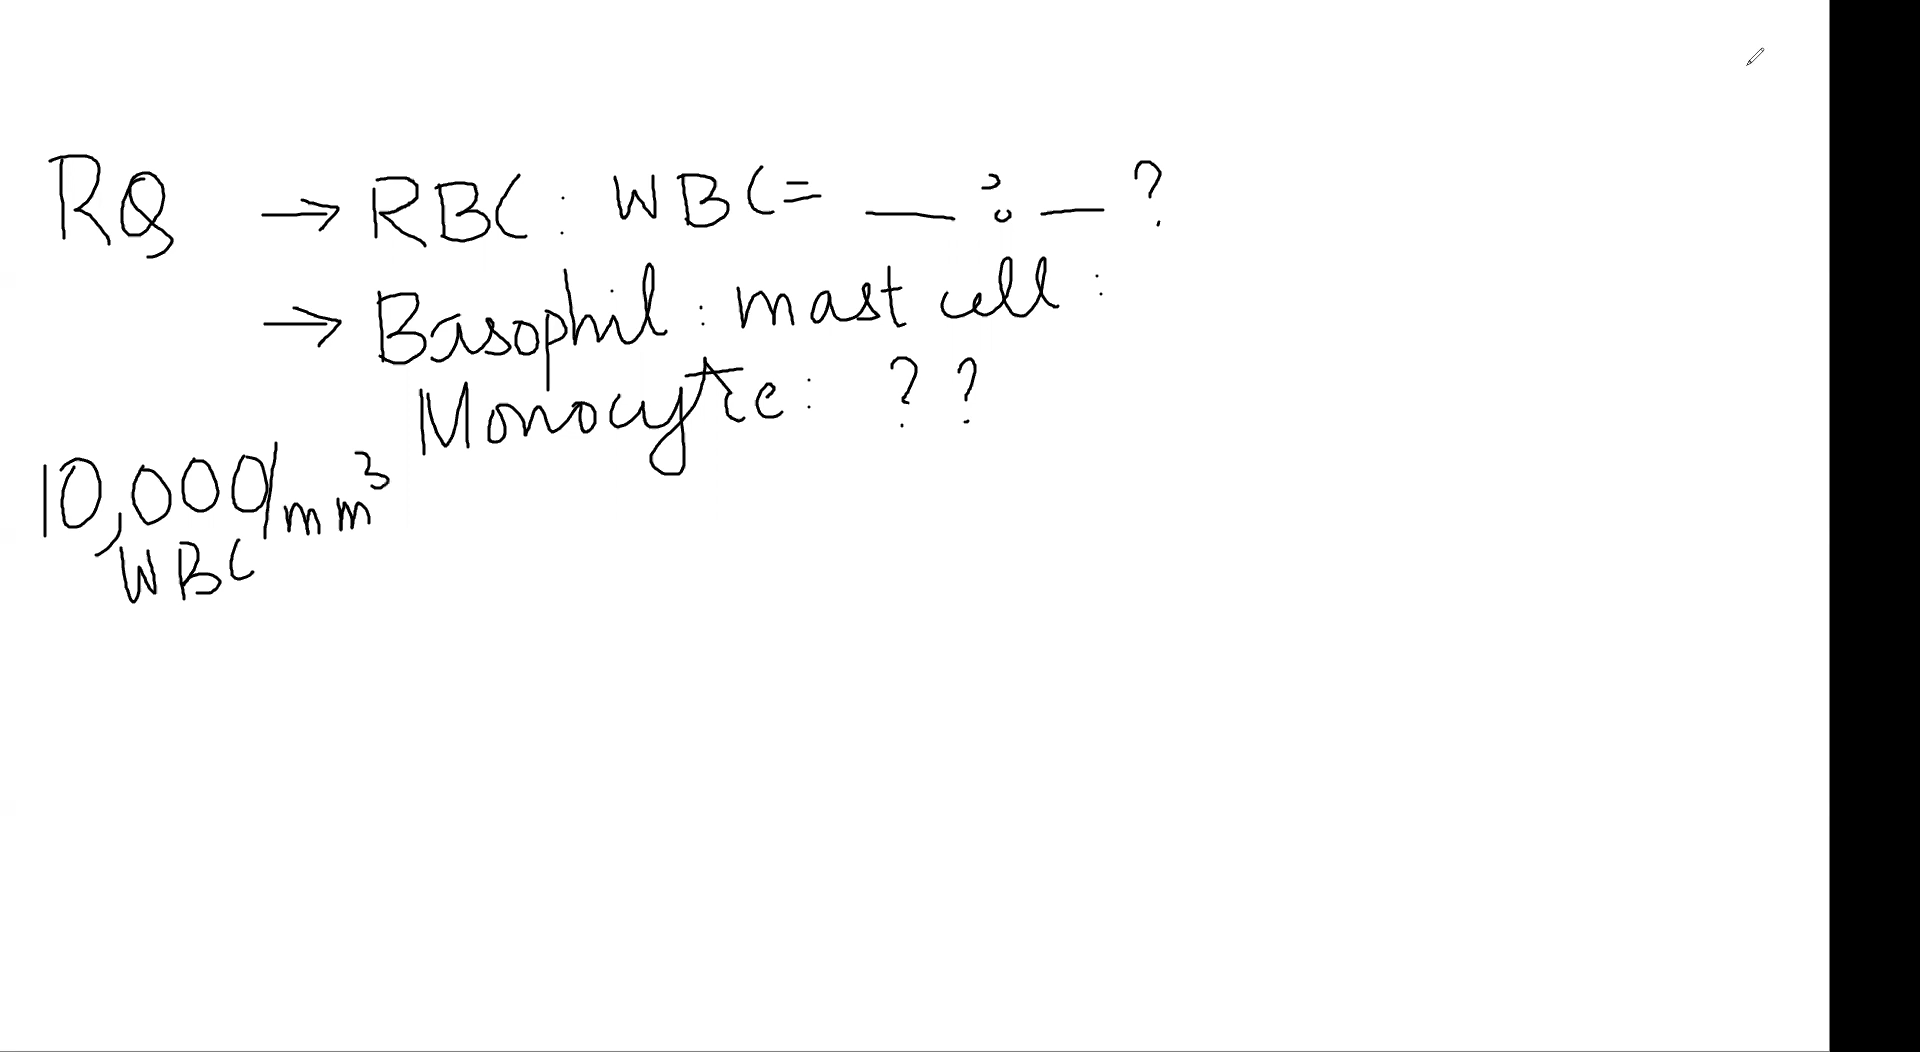 RQ → RBC : WBC = __ : __ ?
→ Basophil : mast cell :
Monocyte : ? ?
10,000/mm³
WBC